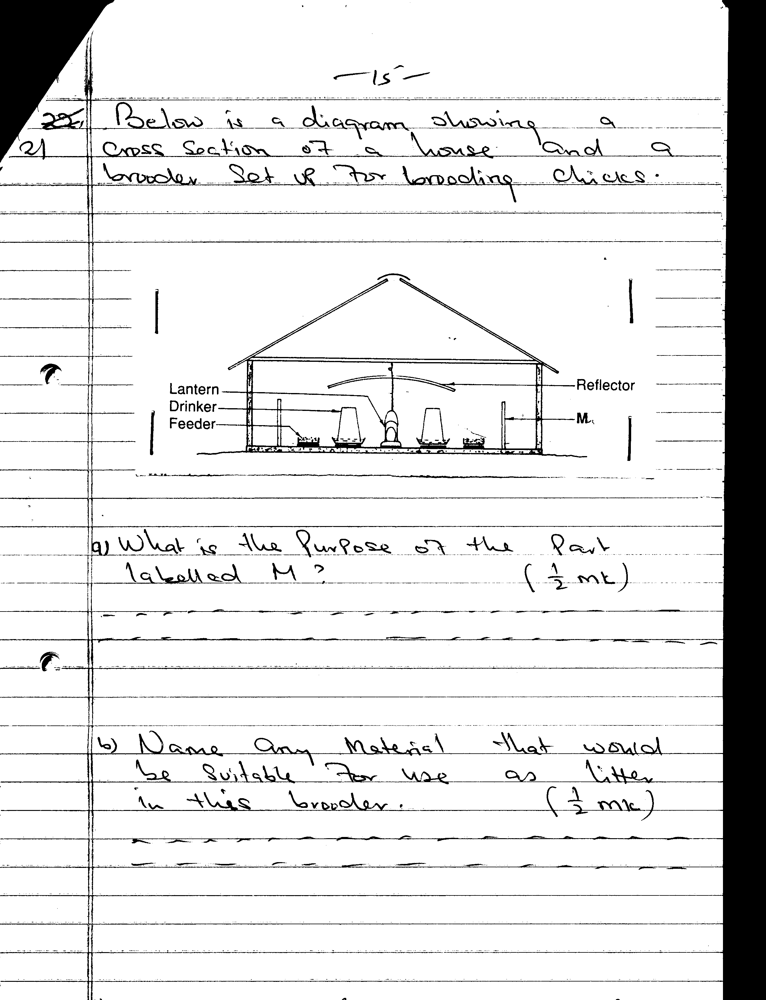 -15-
22.
21
Below is a diagram showing a
cross section of a house and a
brooder set up for brooding chicks.
Lantern
Drinker
Feeder
Reflector
M
a) What is the purpose of the part
labelled M? (1/2 mk)
b) Name any material that would
be suitable for use as litter
in this brooder. (1/2 mk)